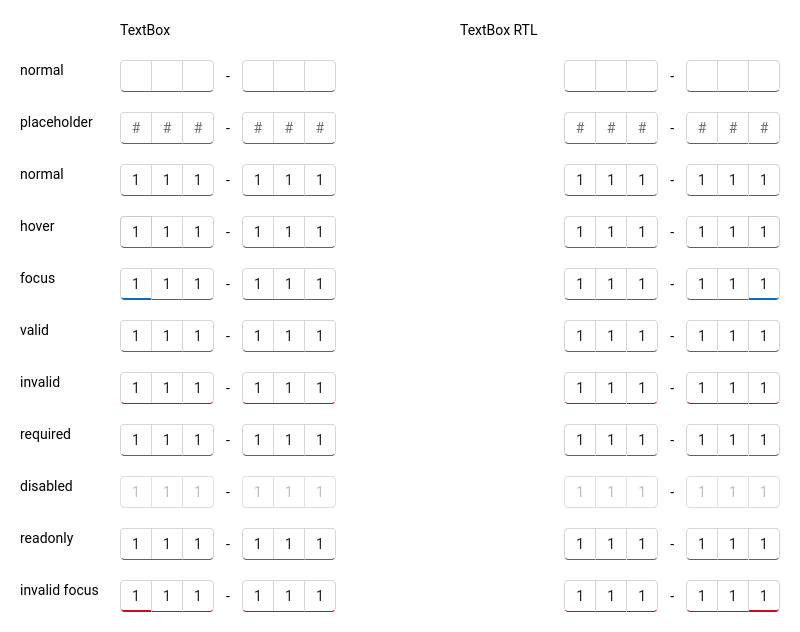 TextBox TextBox RTL
normal - -
placeholder # # # - # # # # # # - # # #
normal 1 1 1 - 1 1 1 1 1 1 - 1 1 1
hover 1 1 1 - 1 1 1 1 1 1 - 1 1 1
focus 1 1 1 - 1 1 1 1 1 1 - 1 1 1
valid 1 1 1 - 1 1 1 1 1 1 - 1 1 1
invalid 1 1 1 - 1 1 1 1 1 1 - 1 1 1
required 1 1 1 - 1 1 1 1 1 1 - 1 1 1
disabled 1 1 1 - 1 1 1 1 1 1 - 1 1 1
readonly 1 1 1 - 1 1 1 1 1 1 - 1 1 1
invalid focus 1 1 1 - 1 1 1 1 1 1 - 1 1 1